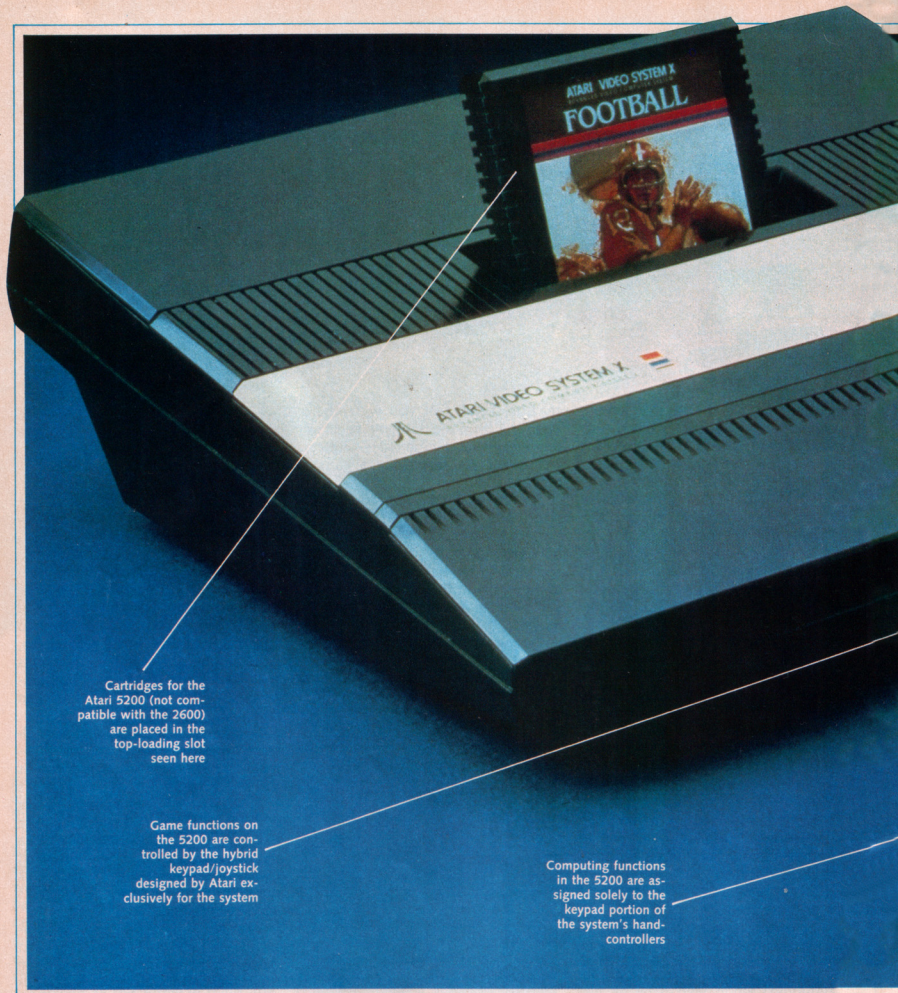 ATARI VIDEO SYSTEM X
FOOTBALL
ATARI VIDEO SYSTEM X
Cartridges for the
Atari 5200 (not com-
patible with the 2600)
are placed in the
top-loading slot
seen here
Game functions on
the 5200 are con-
trolled by the hybrid
keypad/joystick
designed by Atari ex-
clusively for the system
Computing functions
in the 5200 are as-
signed solely to the
keypad portion of
the system's hand-
controllers